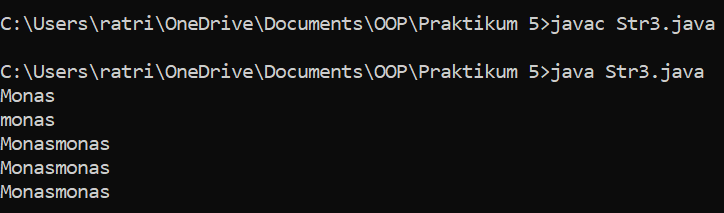 C:\Users\ratri\OneDrive\Documents\OOP\Praktikum 5>javac Str3.java
C:\Users\ratri\OneDrive\Documents\OOP\Praktikum 5>java Str3.java
Monas
monas
Monasmonas
Monasmonas
Monasmonas